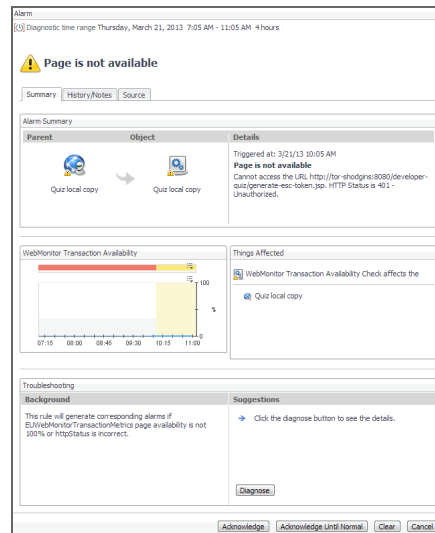 Alarm
Diagnostic time range Thursday, March 21, 2013 7:05 AM - 11:05 AM 4 hours
Page is not available
Summary History/Notes Source
Alarm Summary
Parent Object Details
Triggered at: 3/21/13 10:05 AM
Page is not available
Cannot access the URL http://tor-shodgins:8080/developer-
quiz/generate-esc-token.jsp. HTTP Status is 401 -
Unauthorized.
Quiz local copy Quiz local copy
WebMonitor Transaction Availability
100
%
0
07:15 08:00 08:45 09:30 10:15 11:00
Things Affected
WebMonitor Transaction Availability Check affects the
Quiz local copy
Troubleshooting
Background Suggestions
This rule will generate corresponding alarms if
EUWebMonitorTransactionMetrics page availability is not
100% or httpStatus is incorrect.
Click the diagnose button to see the details.
Diagnose
Acknowledge Acknowledge Until Normal Clear Cancel